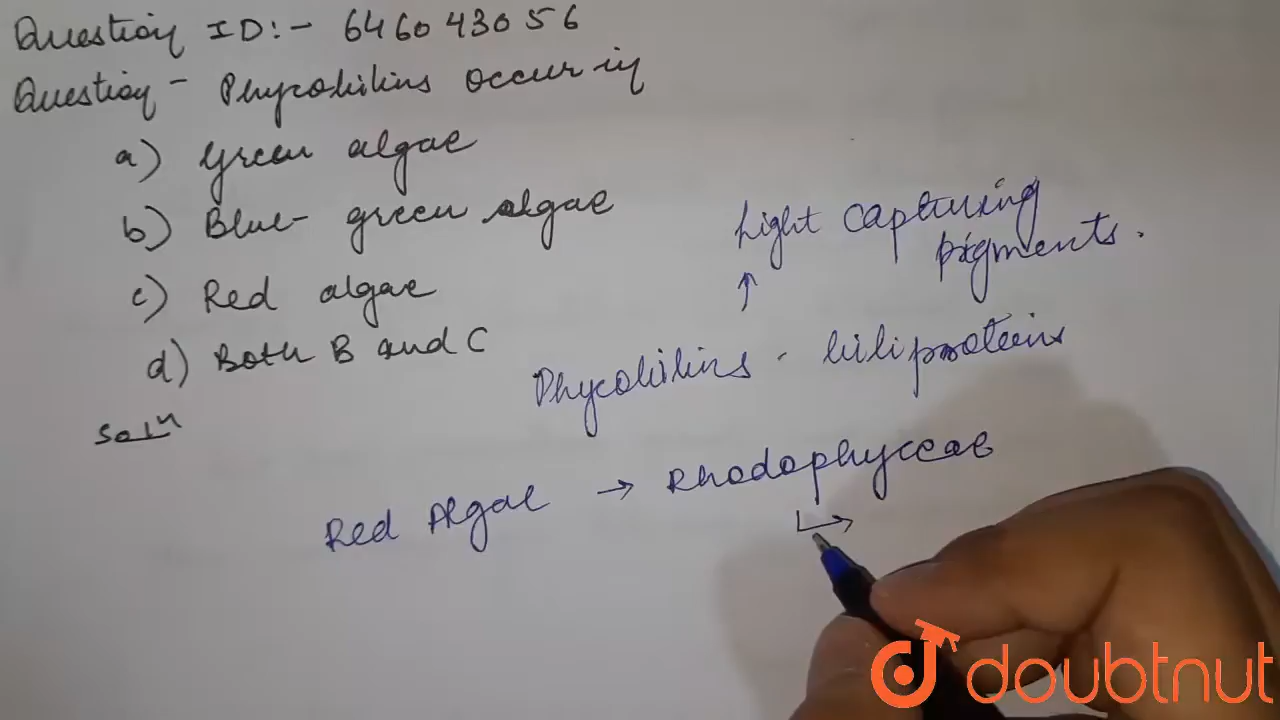 Question ID:- 646043056
Question - Phycobilins occur in
a) Green algae
b) Blue-green algae
c) Red algae
d) Both B and C
Solⁿ
Light capturing
pigments.
↑
Phycobilins - biliproteins
Red Algae → Rhodophyceae
doubtnut